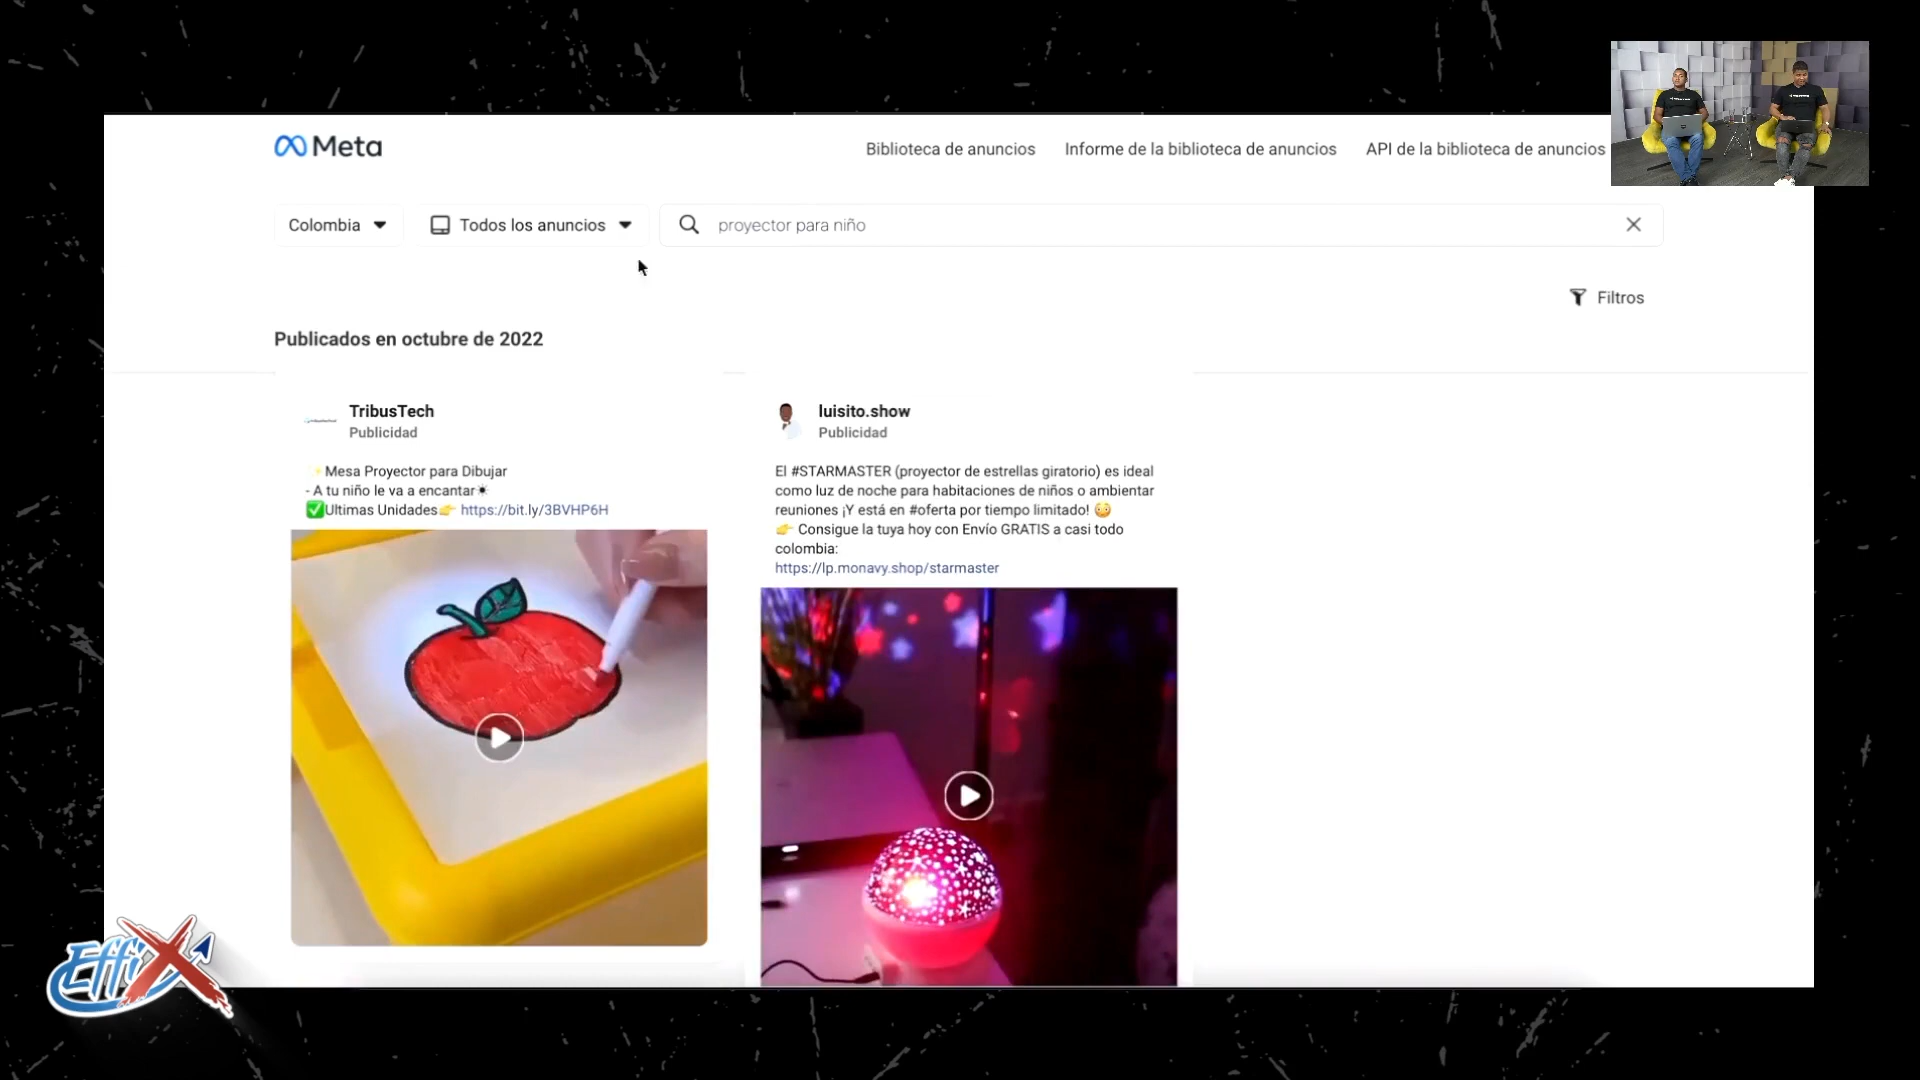 Meta
Biblioteca de anuncios
Informe de la biblioteca de anuncios
API de la biblioteca de anuncios
Colombia
Todos los anuncios
proyector para niño
Filtros
Publicados en octubre de 2022
TribusTech
Publicidad
✨Mesa Proyector para Dibujar
- A tu niño le va a encantar☀
✅Ultimas Unidades👉 https://bit.ly/3BVHP6H
luisito.show
Publicidad
El #STARMASTER (proyector de estrellas giratorio) es ideal
como luz de noche para habitaciones de niños o ambientar
reuniones ¡Y está en #oferta por tiempo limitado! 😳
👉 Consigue la tuya hoy con Envío GRATIS a casi todo
colombia:
https://lp.monavy.shop/starmaster
EffiX